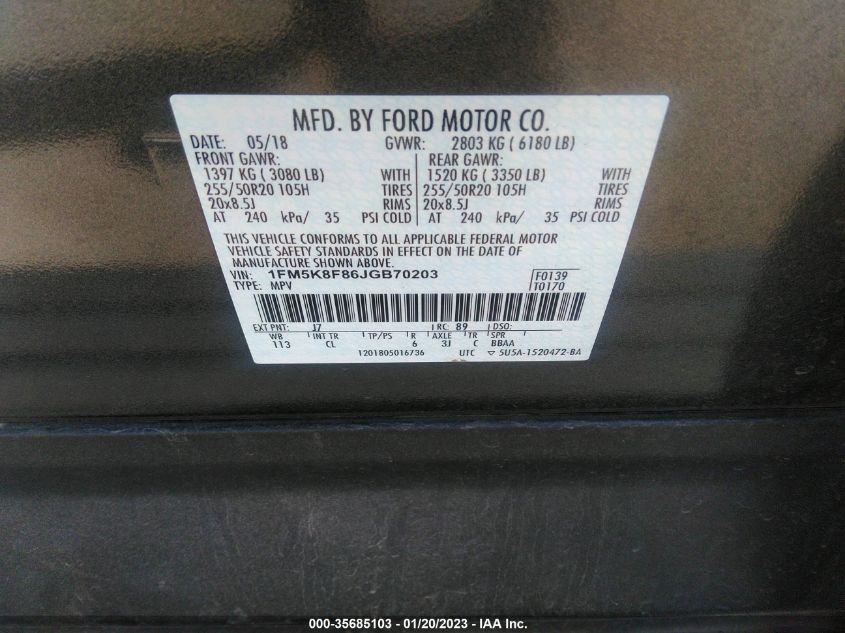 MFD. BY FORD MOTOR CO.
DATE: 05/18 GVWR: 2803 KG ( 6180 LB)
FRONT GAWR: REAR GAWR:
1397 KG ( 3080 LB) WITH 1520 KG ( 3350 LB) WITH
255/50R20 105H TIRES 255/50R20 105H TIRES
20x8.5J RIMS 20x8.5J RIMS
AT 240 kPa/ 35 PSI COLD AT 240 kPa/ 35 PSI COLD
THIS VEHICLE CONFORMS TO ALL APPLICABLE FEDERAL MOTOR
VEHICLE SAFETY STANDARDS IN EFFECT ON THE DATE OF
MANUFACTURE SHOWN ABOVE.
VIN: 1FM5K8F86JGB70203 F0139
TYPE: MPV T0170
EXT PNT: J7 RC: 89 DSO:
WB INT TR TP/PS R AXLE TR SPR
113 CL 6 3J C BBAA
1201805016736 UTC ▽ 5U5A-1520472-BA
000-35685103 - 01/20/2023 - IAA Inc.